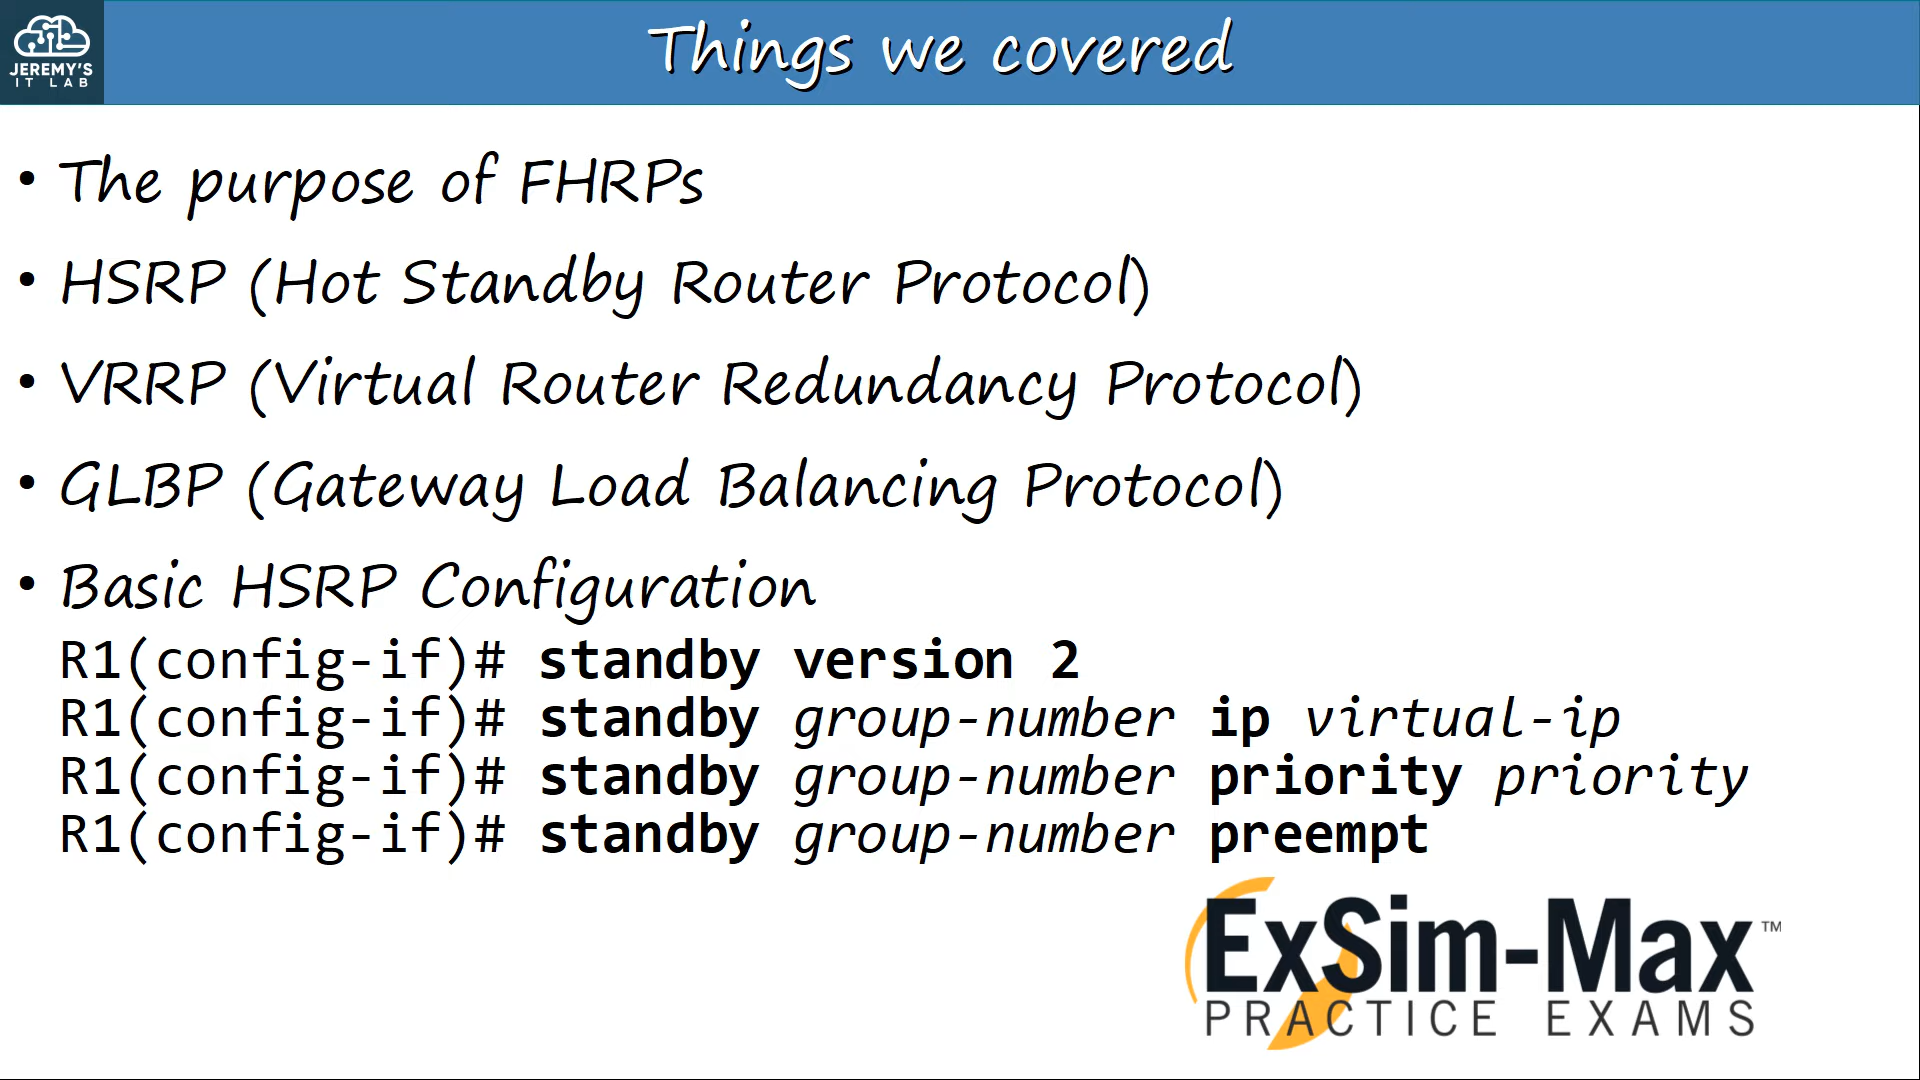 JEREMY'S
IT LAB
Things we covered
• The purpose of FHRPs
• HSRP (Hot Standby Router Protocol)
• VRRP (Virtual Router Redundancy Protocol)
• GLBP (Gateway Load Balancing Protocol)
• Basic HSRP Configuration
R1(config-if)# standby version 2
R1(config-if)# standby group-number ip virtual-ip
R1(config-if)# standby group-number priority priority
R1(config-if)# standby group-number preempt
ExSim-Max™
PRACTICE EXAMS